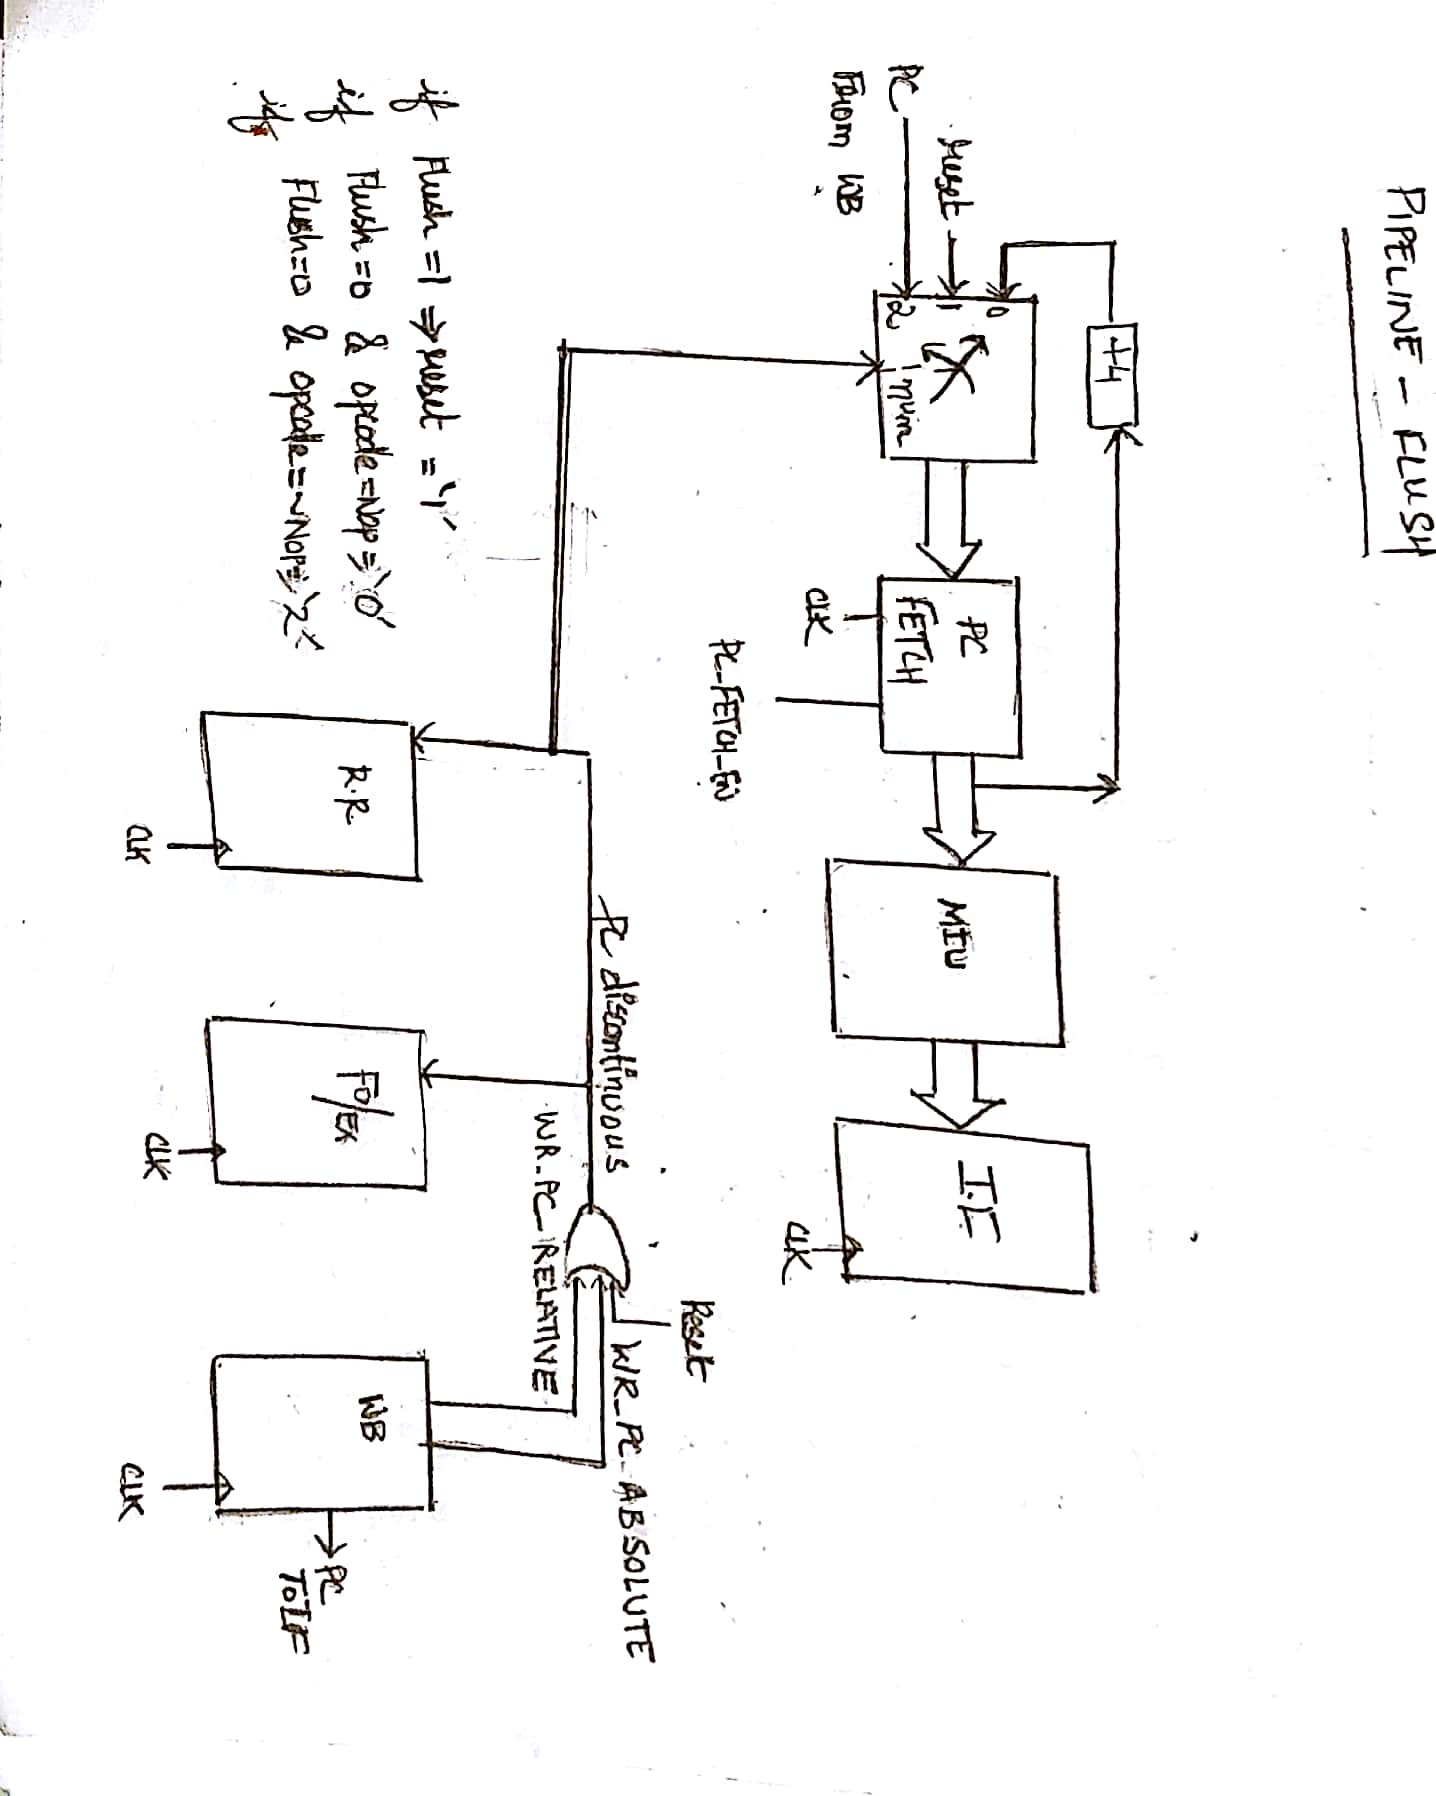 PIPELINE - FLUSH
+4
0
reset
1
PC
From WB
2
PC
FETCH
CLK
PC_FETCH_EN
MIU
I.F
CLK
Reset
WR_PC_ABSOLUTE
PC discontinuous
WR_PC_RELATIVE
R.R.
CLK
FO/EX
CLK
WB
CLK
PC
TO IF
if Flush=1 ⇒ reset = '1'
if Flush=0 & opcode=Nop ⇒ '0'
if Flush=0 & opcode=~Nop ⇒ '2'